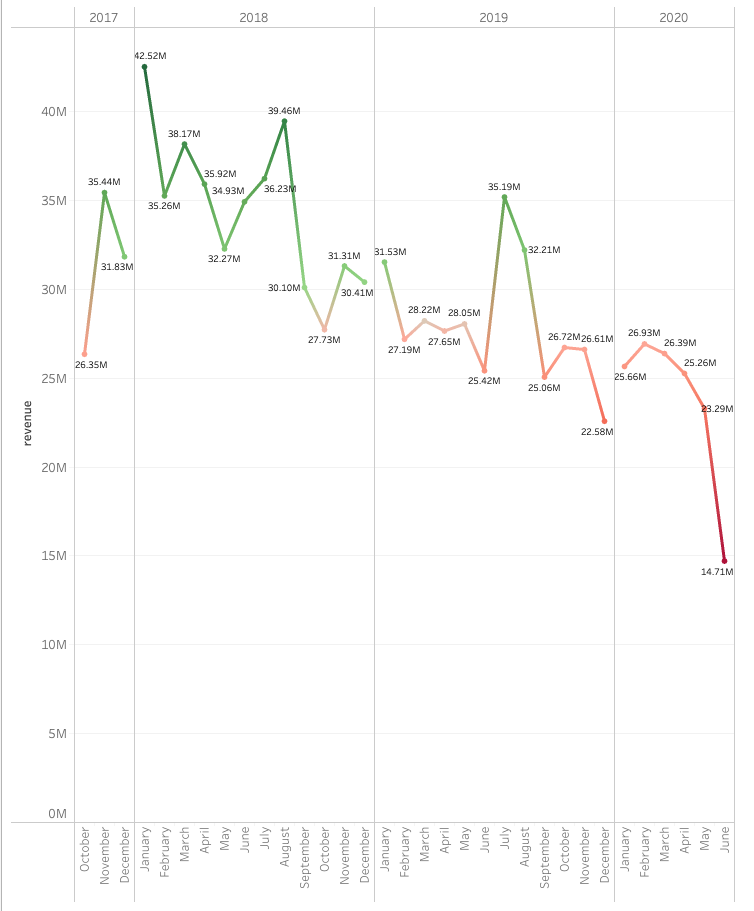 2017 2018 2019 2020
42.52M
40M
39.46M
38.17M
35.44M
35.92M
34.93M
36.23M
35.19M
35M
35.26M
31.83M
32.27M
31.31M
31.53M
32.21M
30M
30.10M
30.41M
28.22M
28.05M
27.73M
27.19M
27.65M
26.72M
26.61M
26.93M
26.39M
26.35M
25.42M
25.06M
25.66M
25.26M
25M
revenue
22.58M
23.29M
20M
15M
14.71M
10M
5M
0M
October
November
December
January
February
March
April
May
June
July
August
September
October
November
December
January
February
March
April
May
June
July
August
September
October
November
December
January
February
March
April
May
June